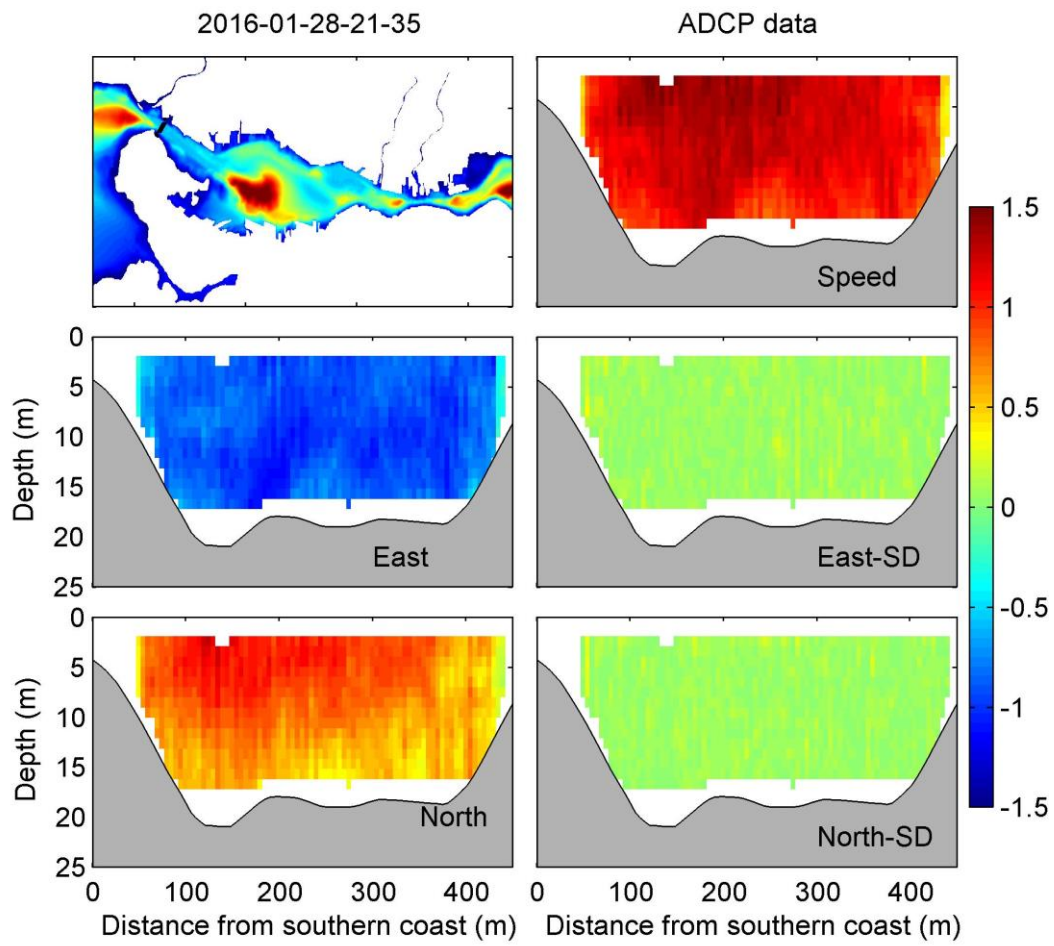 2016-01-28-21-35
ADCP data
Speed
1.5
1
0.5
0
-0.5
-1
-1.5
0
5
10
15
20
25
Depth (m)
East
East-SD
0
5
10
15
20
25
Depth (m)
North
North-SD
0 100 200 300 400
Distance from southern coast (m)
0 100 200 300 400
Distance from southern coast (m)